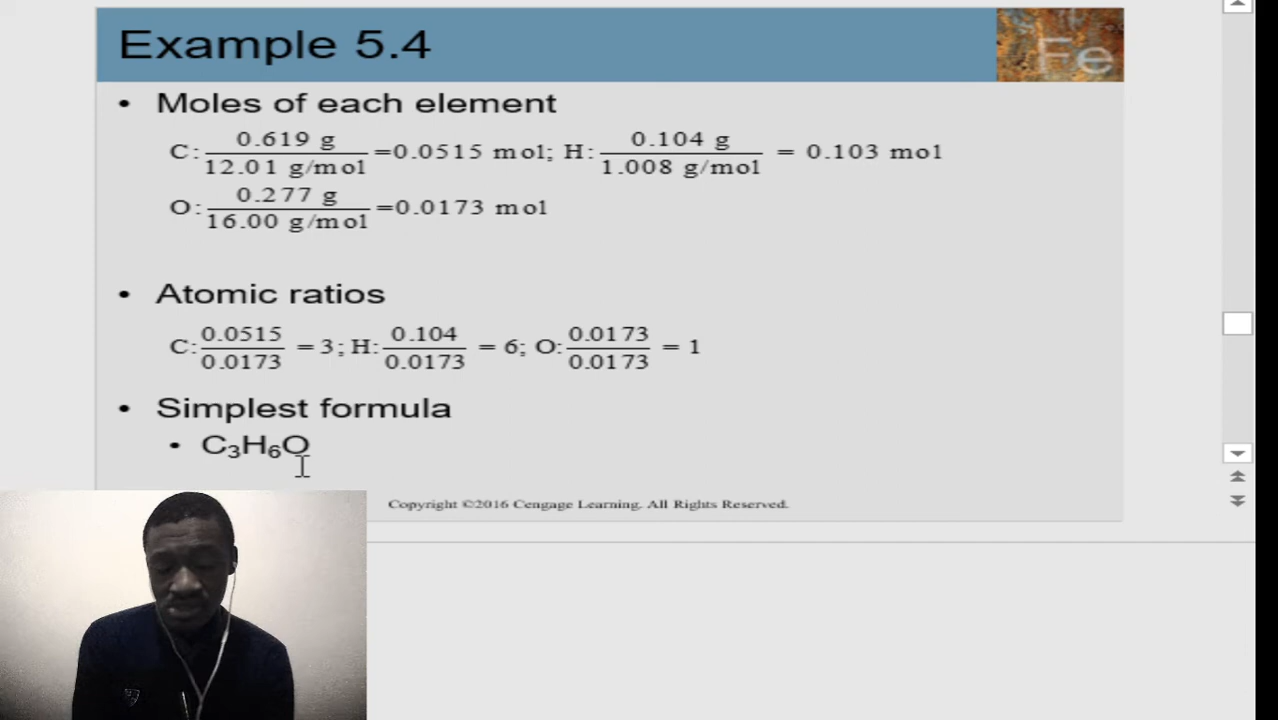 Example 5.4
Fe
• Moles of each element
C: 0.619 g / 12.01 g/mol =0.0515 mol; H: 0.104 g / 1.008 g/mol = 0.103 mol
O: 0.277 g / 16.00 g/mol =0.0173 mol
• Atomic ratios
C: 0.0515 / 0.0173 = 3; H: 0.104 / 0.0173 = 6; O: 0.0173 / 0.0173 = 1
• Simplest formula
• C₃H₆O
Copyright ©2016 Cengage Learning. All Rights Reserved.